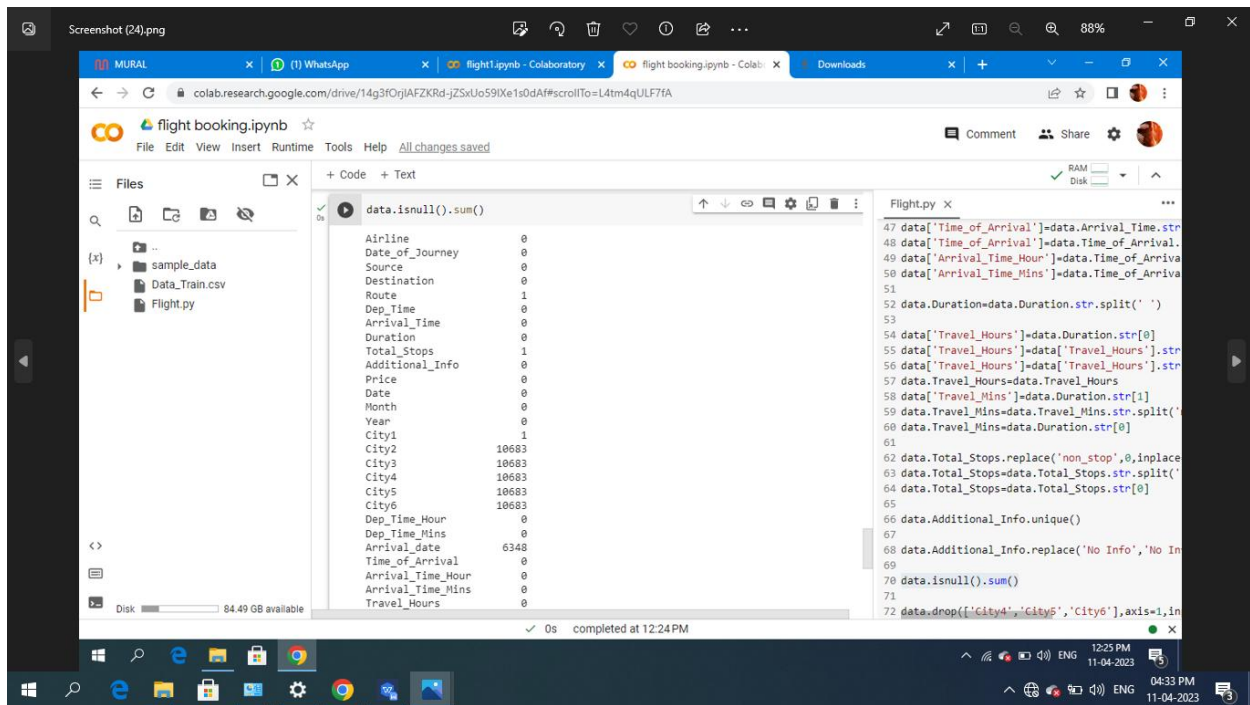 Screenshot (24).png
88%
MURAL
(1) WhatsApp
flight1.ipynb - Colaboratory
flight booking.ipynb - Colab
Downloads
colab.research.google.com/drive/14g3fOrjlAFZKRd-jZSxUo59IXe1s0dAf#scrollTo=L4tm4qULF7fA
flight booking.ipynb
Comment
Share
File Edit View Insert Runtime Tools Help All changes saved
Files
+ Code + Text
RAM
Disk
data.isnull().sum()
Airline 0
Date_of_Journey 0
Source 0
Destination 0
Route 1
Dep_Time 0
Arrival_Time 0
Duration 0
Total_Stops 1
Additional_Info 0
Price 0
Date 0
Month 0
Year 0
City1 1
City2 10683
City3 10683
City4 10683
City5 10683
City6 10683
Dep_Time_Hour 0
Dep_Time_Mins 0
Arrival_date 6348
Time_of_Arrival 0
Arrival_Time_Hour 0
Arrival_Time_Mins 0
Travel_Hours 0
..
sample_data
Data_Train.csv
Flight.py
{x}
Disk 84.49 GB available
Flight.py
47 data['Time_of_Arrival']=data.Arrival_Time.str
48 data['Time_of_Arrival']=data.Time_of_Arrival.
49 data['Arrival_Time_Hour']=data.Time_of_Arriva
50 data['Arrival_Time_Mins']=data.Time_of_Arriva
51
52 data.Duration=data.Duration.str.split(' ')
53
54 data['Travel_Hours']=data.Duration.str[0]
55 data['Travel_Hours']=data['Travel_Hours'].str
56 data['Travel_Hours']=data['Travel_Hours'].str
57 data.Travel_Hours=data.Travel_Hours
58 data['Travel_Mins']=data.Duration.str[1]
59 data.Travel_Mins=data.Travel_Mins.str.split('
60 data.Travel_Mins=data.Duration.str[0]
61
62 data.Total_Stops.replace('non_stop',0,inplace
63 data.Total_Stops=data.Total_Stops.str.split('
64 data.Total_Stops=data.Total_Stops.str[0]
65
66 data.Additional_Info.unique()
67
68 data.Additional_Info.replace('No Info','No In
69
70 data.isnull().sum()
71
72 data.drop(['City4','City5','City6'],axis=1,in
0s completed at 12:24 PM
ENG 12:25 PM
11-04-2023
ENG 04:33 PM
11-04-2023